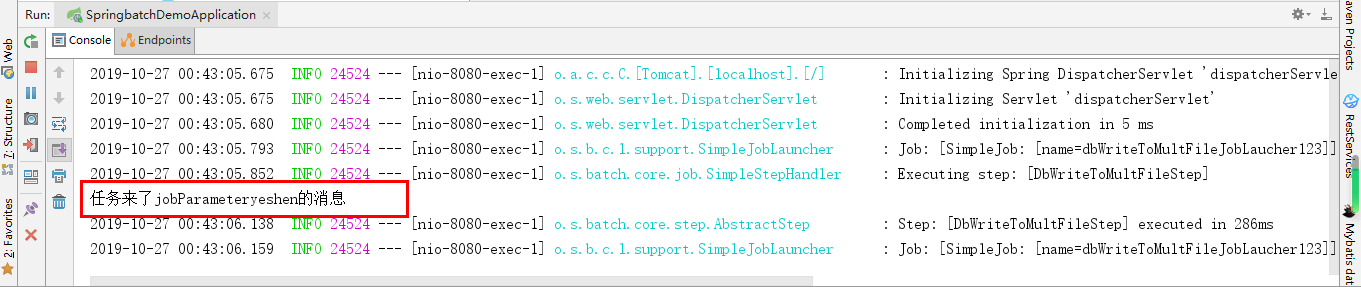 Run: SpringbatchDemoApplication ×
Console Endpoints
2019-10-27 00:43:05.675 INFO 24524 --- [nio-8080-exec-1] o.a.c.c.C.[Tomcat].[localhost].[/] : Initializing Spring DispatcherServlet 'dispatcherServle
2019-10-27 00:43:05.675 INFO 24524 --- [nio-8080-exec-1] o.s.web.servlet.DispatcherServlet : Initializing Servlet 'dispatcherServlet'
2019-10-27 00:43:05.680 INFO 24524 --- [nio-8080-exec-1] o.s.web.servlet.DispatcherServlet : Completed initialization in 5 ms
2019-10-27 00:43:05.793 INFO 24524 --- [nio-8080-exec-1] o.s.b.c.l.support.SimpleJobLauncher : Job: [SimpleJob: [name=dbWriteToMultFileJobLaucher123]]
2019-10-27 00:43:05.852 INFO 24524 --- [nio-8080-exec-1] o.s.batch.core.job.SimpleStepHandler : Executing step: [DbWriteToMultFileStep]
任务来了jobParameteryeshen的消息
2019-10-27 00:43:06.138 INFO 24524 --- [nio-8080-exec-1] o.s.batch.core.step.AbstractStep : Step: [DbWriteToMultFileStep] executed in 286ms
2019-10-27 00:43:06.159 INFO 24524 --- [nio-8080-exec-1] o.s.b.c.l.support.SimpleJobLauncher : Job: [SimpleJob: [name=dbWriteToMultFileJobLaucher123]]
Web
7: Structure
2: Favorites
aven Projects
RestServices
Mybatis dat